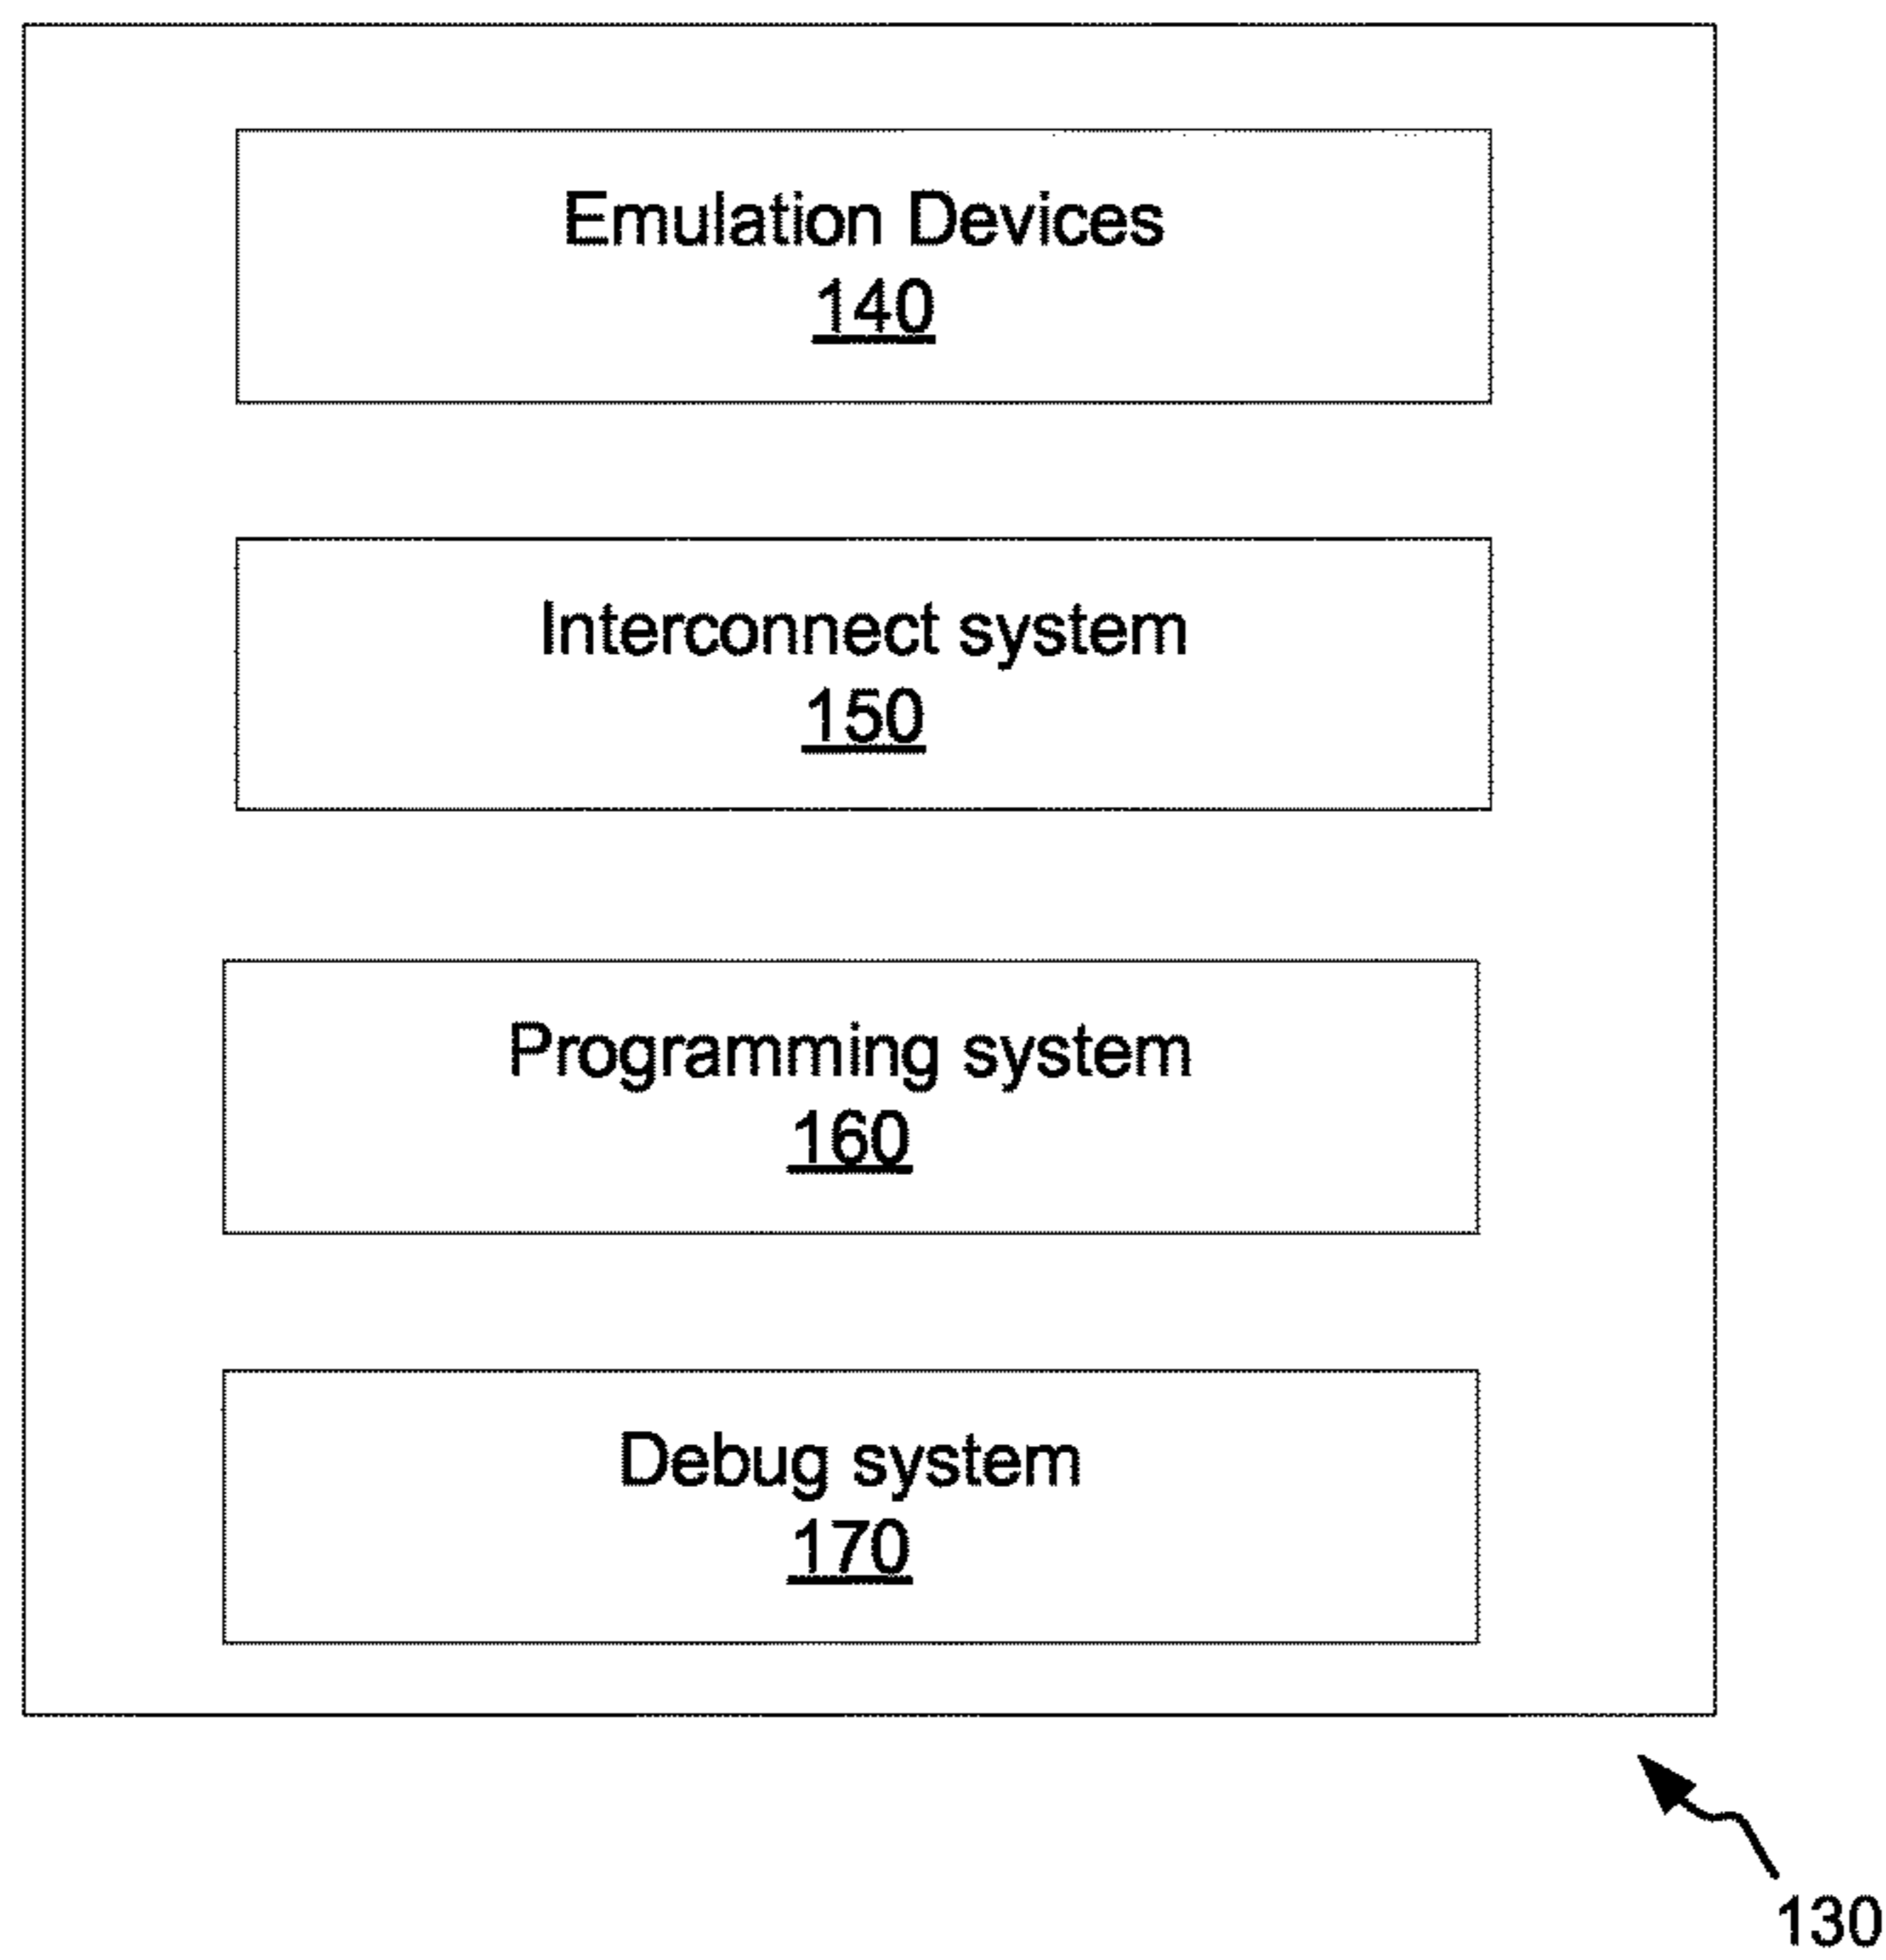 Emulation Devices
140
Interconnect system
150
Programming system
160
Debug system
170
130